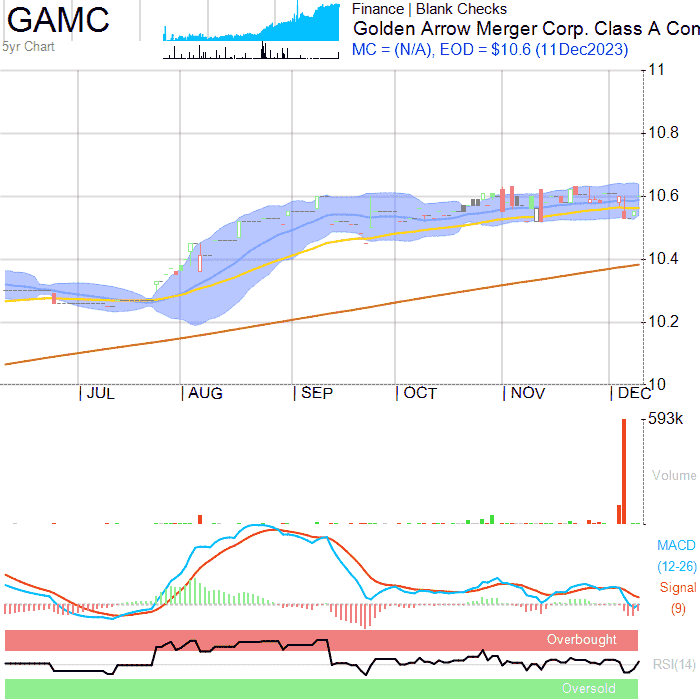 GAMC
5yr Chart
Finance | Blank Checks
Golden Arrow Merger Corp. Class A Con
MC = (N/A), EOD = $10.6 (11Dec2023)
11
10.8
10.6
10.4
10.2
10
JUL AUG SEP OCT NOV DEC
593k
Volume
MACD
(12-26)
Signal
(9)
Overbought
RSI(14)
Oversold